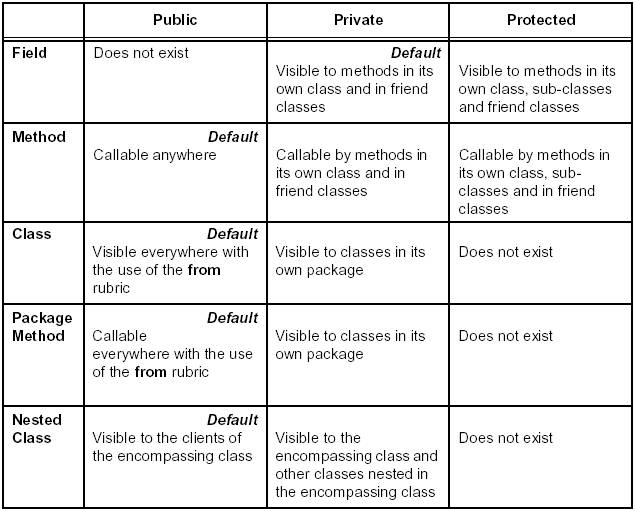 Public Private Protected
Field
Does not exist
Default
Visible to methods in its
own class and in friend
classes
Visible to methods in its
own class, sub-classes
and friend classes
Method
Default
Callable anywhere
Callable by methods in
its own class and in
friend classes
Callable by methods in
its own class, sub-
classes and in friend
classes
Class
Default
Visible everywhere with
the use of the from
rubric
Visible to classes in its
own package
Does not exist
Package
Method
Default
Callable
everywhere with the use
of the from rubric
Visible to classes in its
own package
Does not exist
Nested
Class
Default
Visible to the clients of
the encompassing class
Visible to the
encompassing class and
other classes nested in
the encompassing class
Does not exist